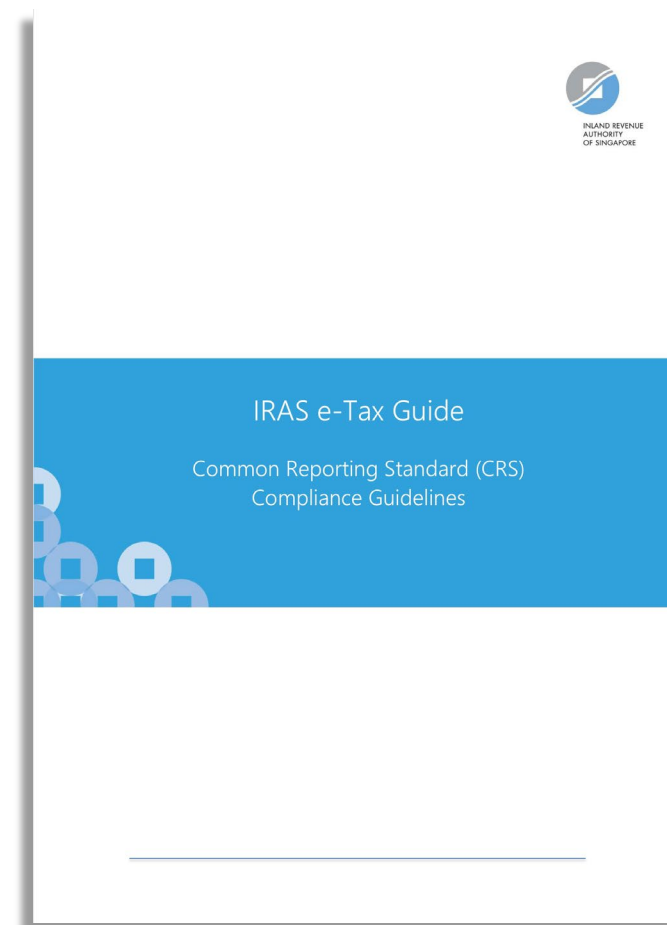 INLAND REVENUE
AUTHORITY
OF SINGAPORE
IRAS e-Tax Guide
Common Reporting Standard (CRS)
Compliance Guidelines